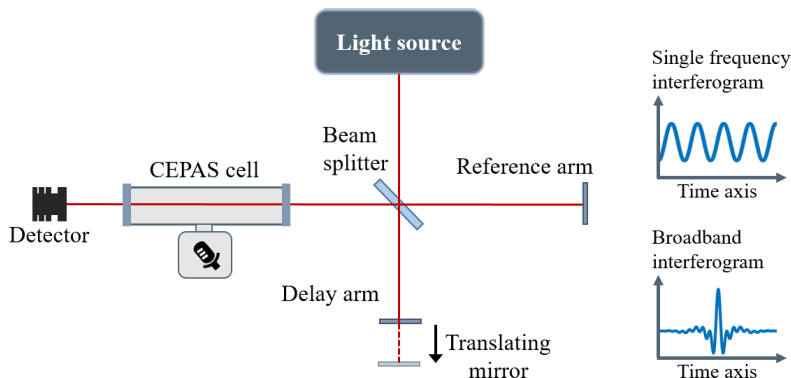 Light source
Single frequency
interferogram
Time axis
Beam
splitter
CEPAS cell
Reference arm
Detector
Broadband
interferogram
Delay arm
Translating
mirror
Time axis